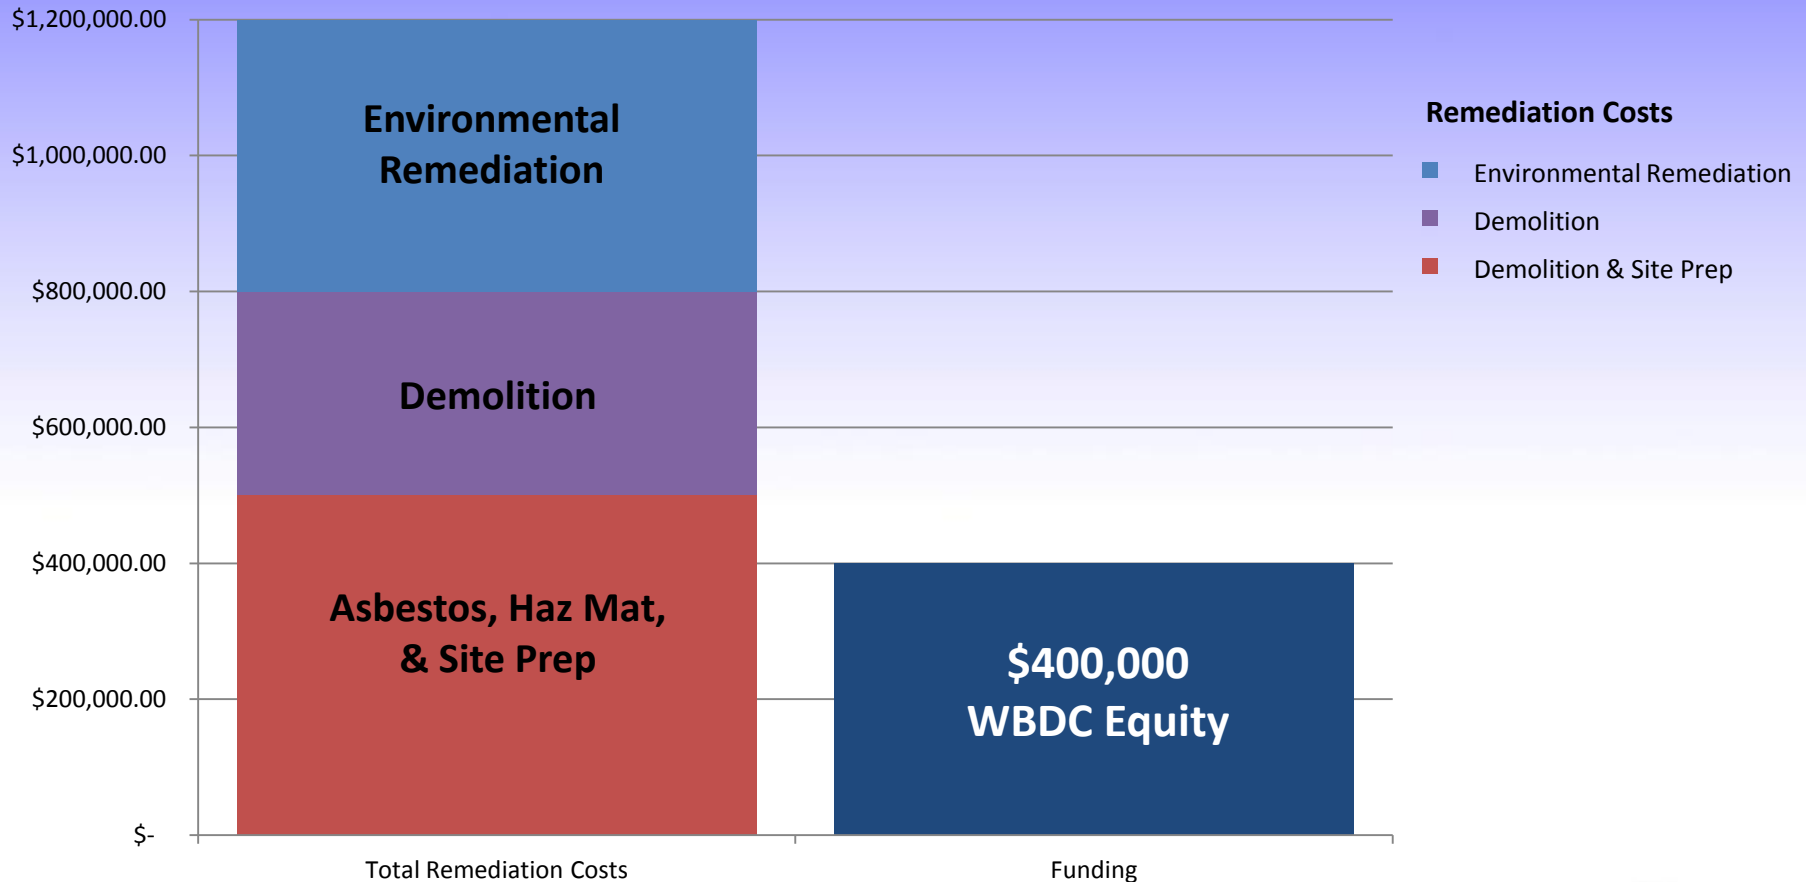 $1,200,000.00
$1,000,000.00
$800,000.00
$600,000.00
$400,000.00
$200,000.00
$-
Environmental
Remediation
Demolition
Asbestos, Haz Mat,
& Site Prep
$400,000
WBDC Equity
Total Remediation Costs
Funding
Remediation Costs
Environmental Remediation
Demolition
Demolition & Site Prep